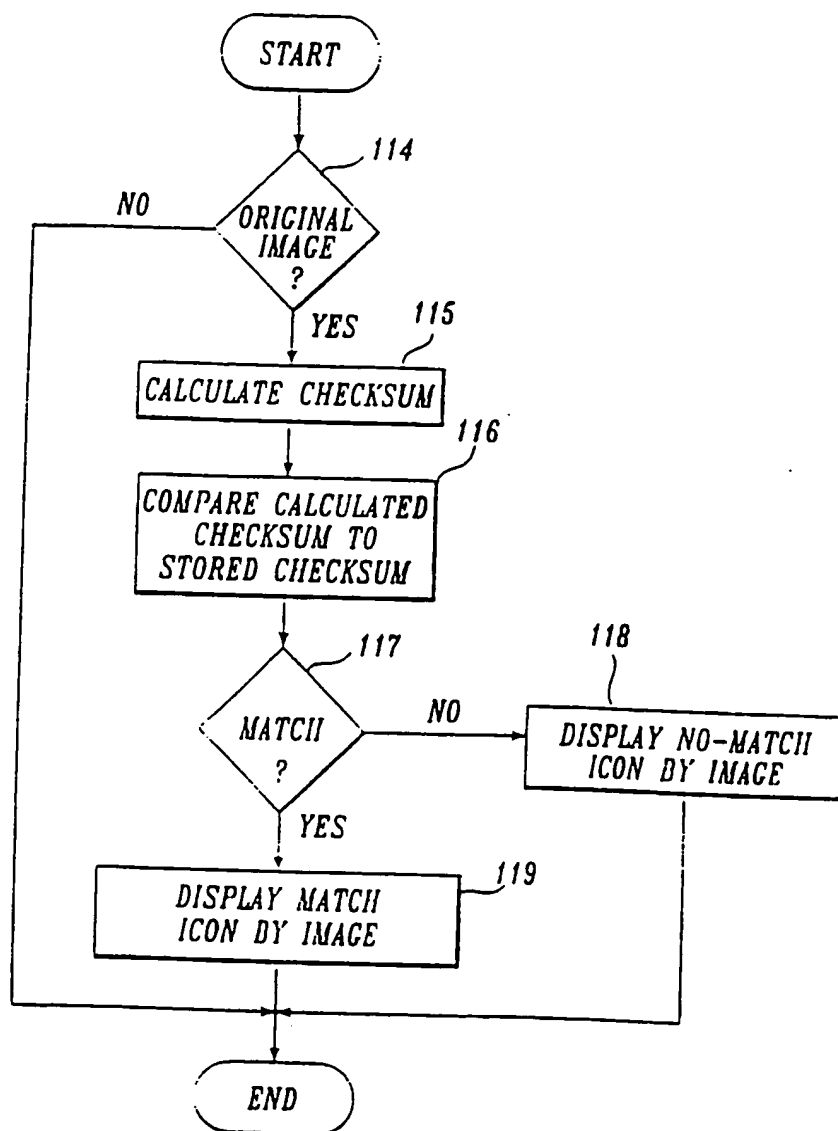 START
114
NO
ORIGINAL
IMAGE
?
YES
115
CALCULATE CHECKSUM
116
COMPARE CALCULATED
CHECKSUM TO
STORED CHECKSUM
117
118
MATCH
?
NO
DISPLAY NO-MATCH
ICON BY IMAGE
YES
119
DISPLAY MATCH
ICON BY IMAGE
END